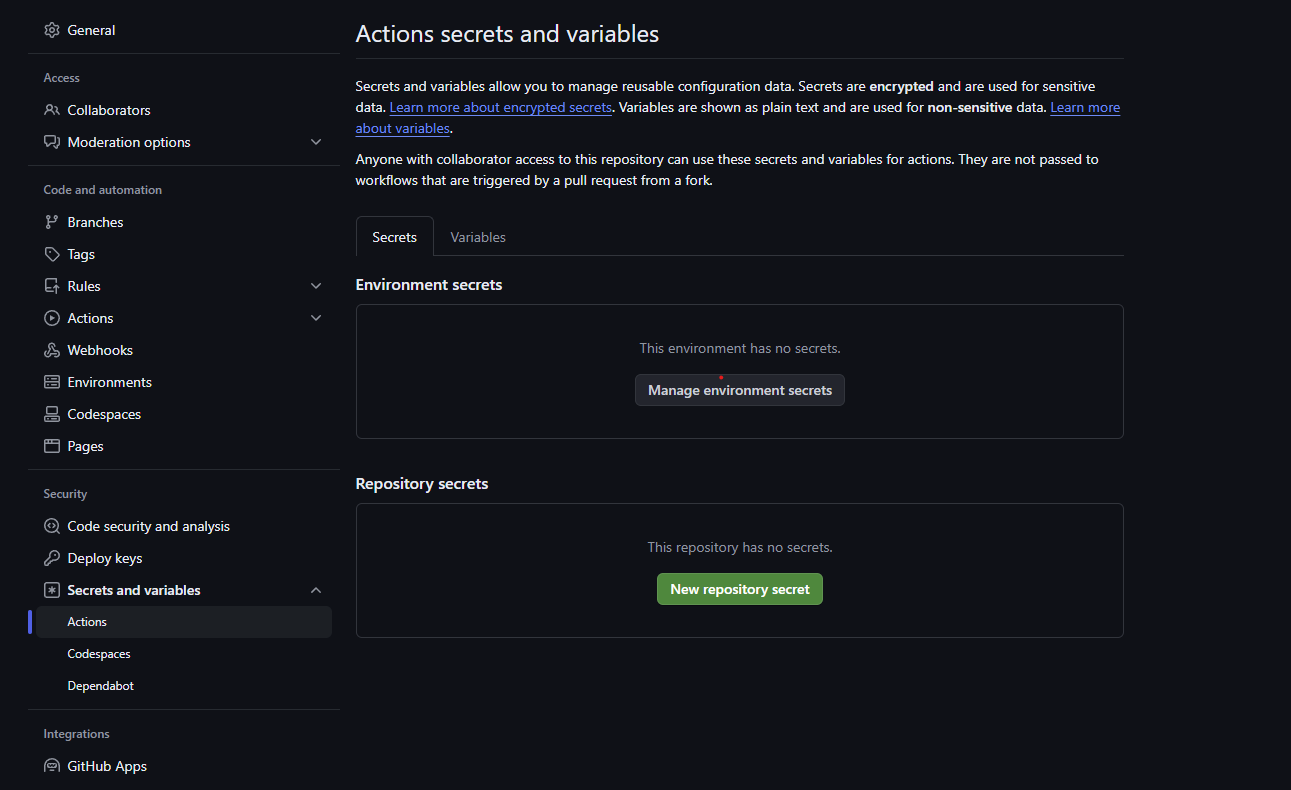 General
Access
Collaborators
Moderation options
Code and automation
Branches
Tags
Rules
Actions
Webhooks
Environments
Codespaces
Pages
Security
Code security and analysis
Deploy keys
Secrets and variables
Actions
Codespaces
Dependabot
Integrations
GitHub Apps
Actions secrets and variables
Secrets and variables allow you to manage reusable configuration data. Secrets are encrypted and are used for sensitive
data. Learn more about encrypted secrets. Variables are shown as plain text and are used for non-sensitive data. Learn more
about variables.
Anyone with collaborator access to this repository can use these secrets and variables for actions. They are not passed to
workflows that are triggered by a pull request from a fork.
Secrets
Variables
Environment secrets
This environment has no secrets.
Manage environment secrets
Repository secrets
This repository has no secrets.
New repository secret